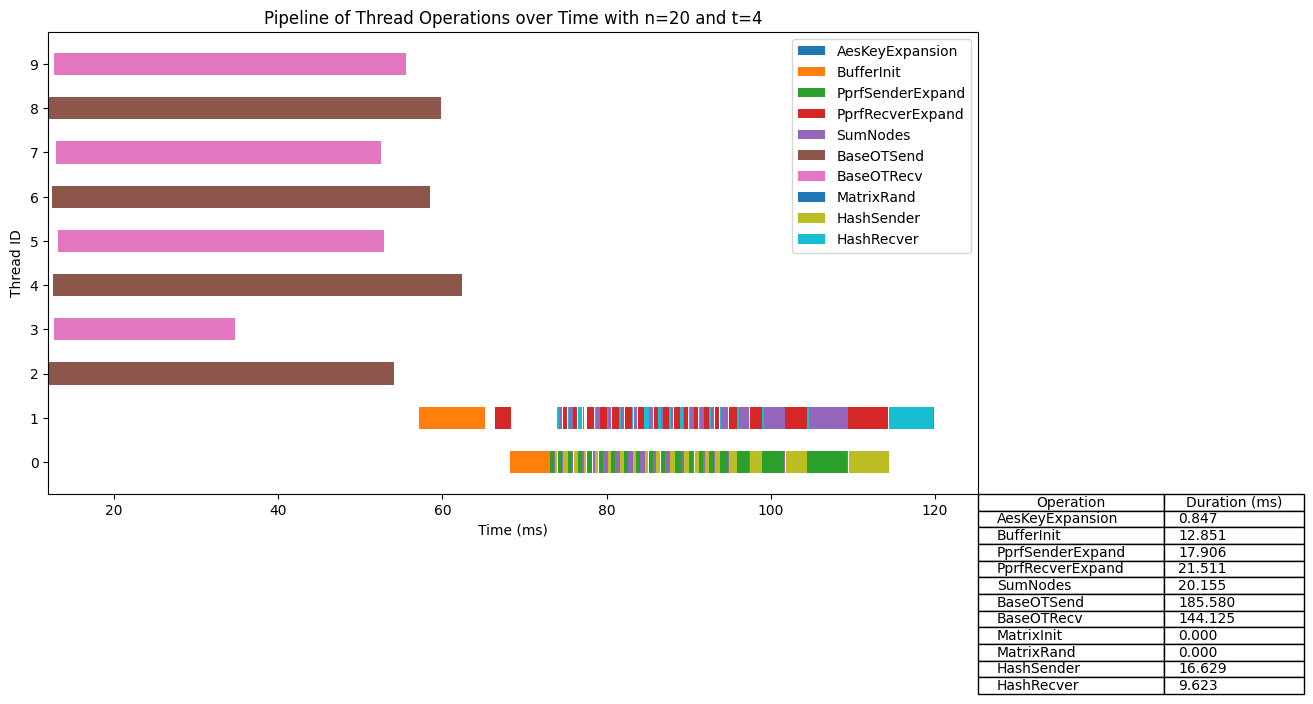 Pipeline of Thread Operations over Time with n=20 and t=4
AesKeyExpansion
BufferInit
PprfSenderExpand
PprfRecverExpand
SumNodes
BaseOTSend
BaseOTRecv
MatrixRand
HashSender
HashRecver
Thread ID
9
8
7
6
5
4
3
2
1
0
20 40 60 80 100 120
Time (ms)
Operation Duration (ms)
AesKeyExpansion 0.847
BufferInit 12.851
PprfSenderExpand 17.906
PprfRecverExpand 21.511
SumNodes 20.155
BaseOTSend 185.580
BaseOTRecv 144.125
MatrixInit 0.000
MatrixRand 0.000
HashSender 16.629
HashRecver 9.623